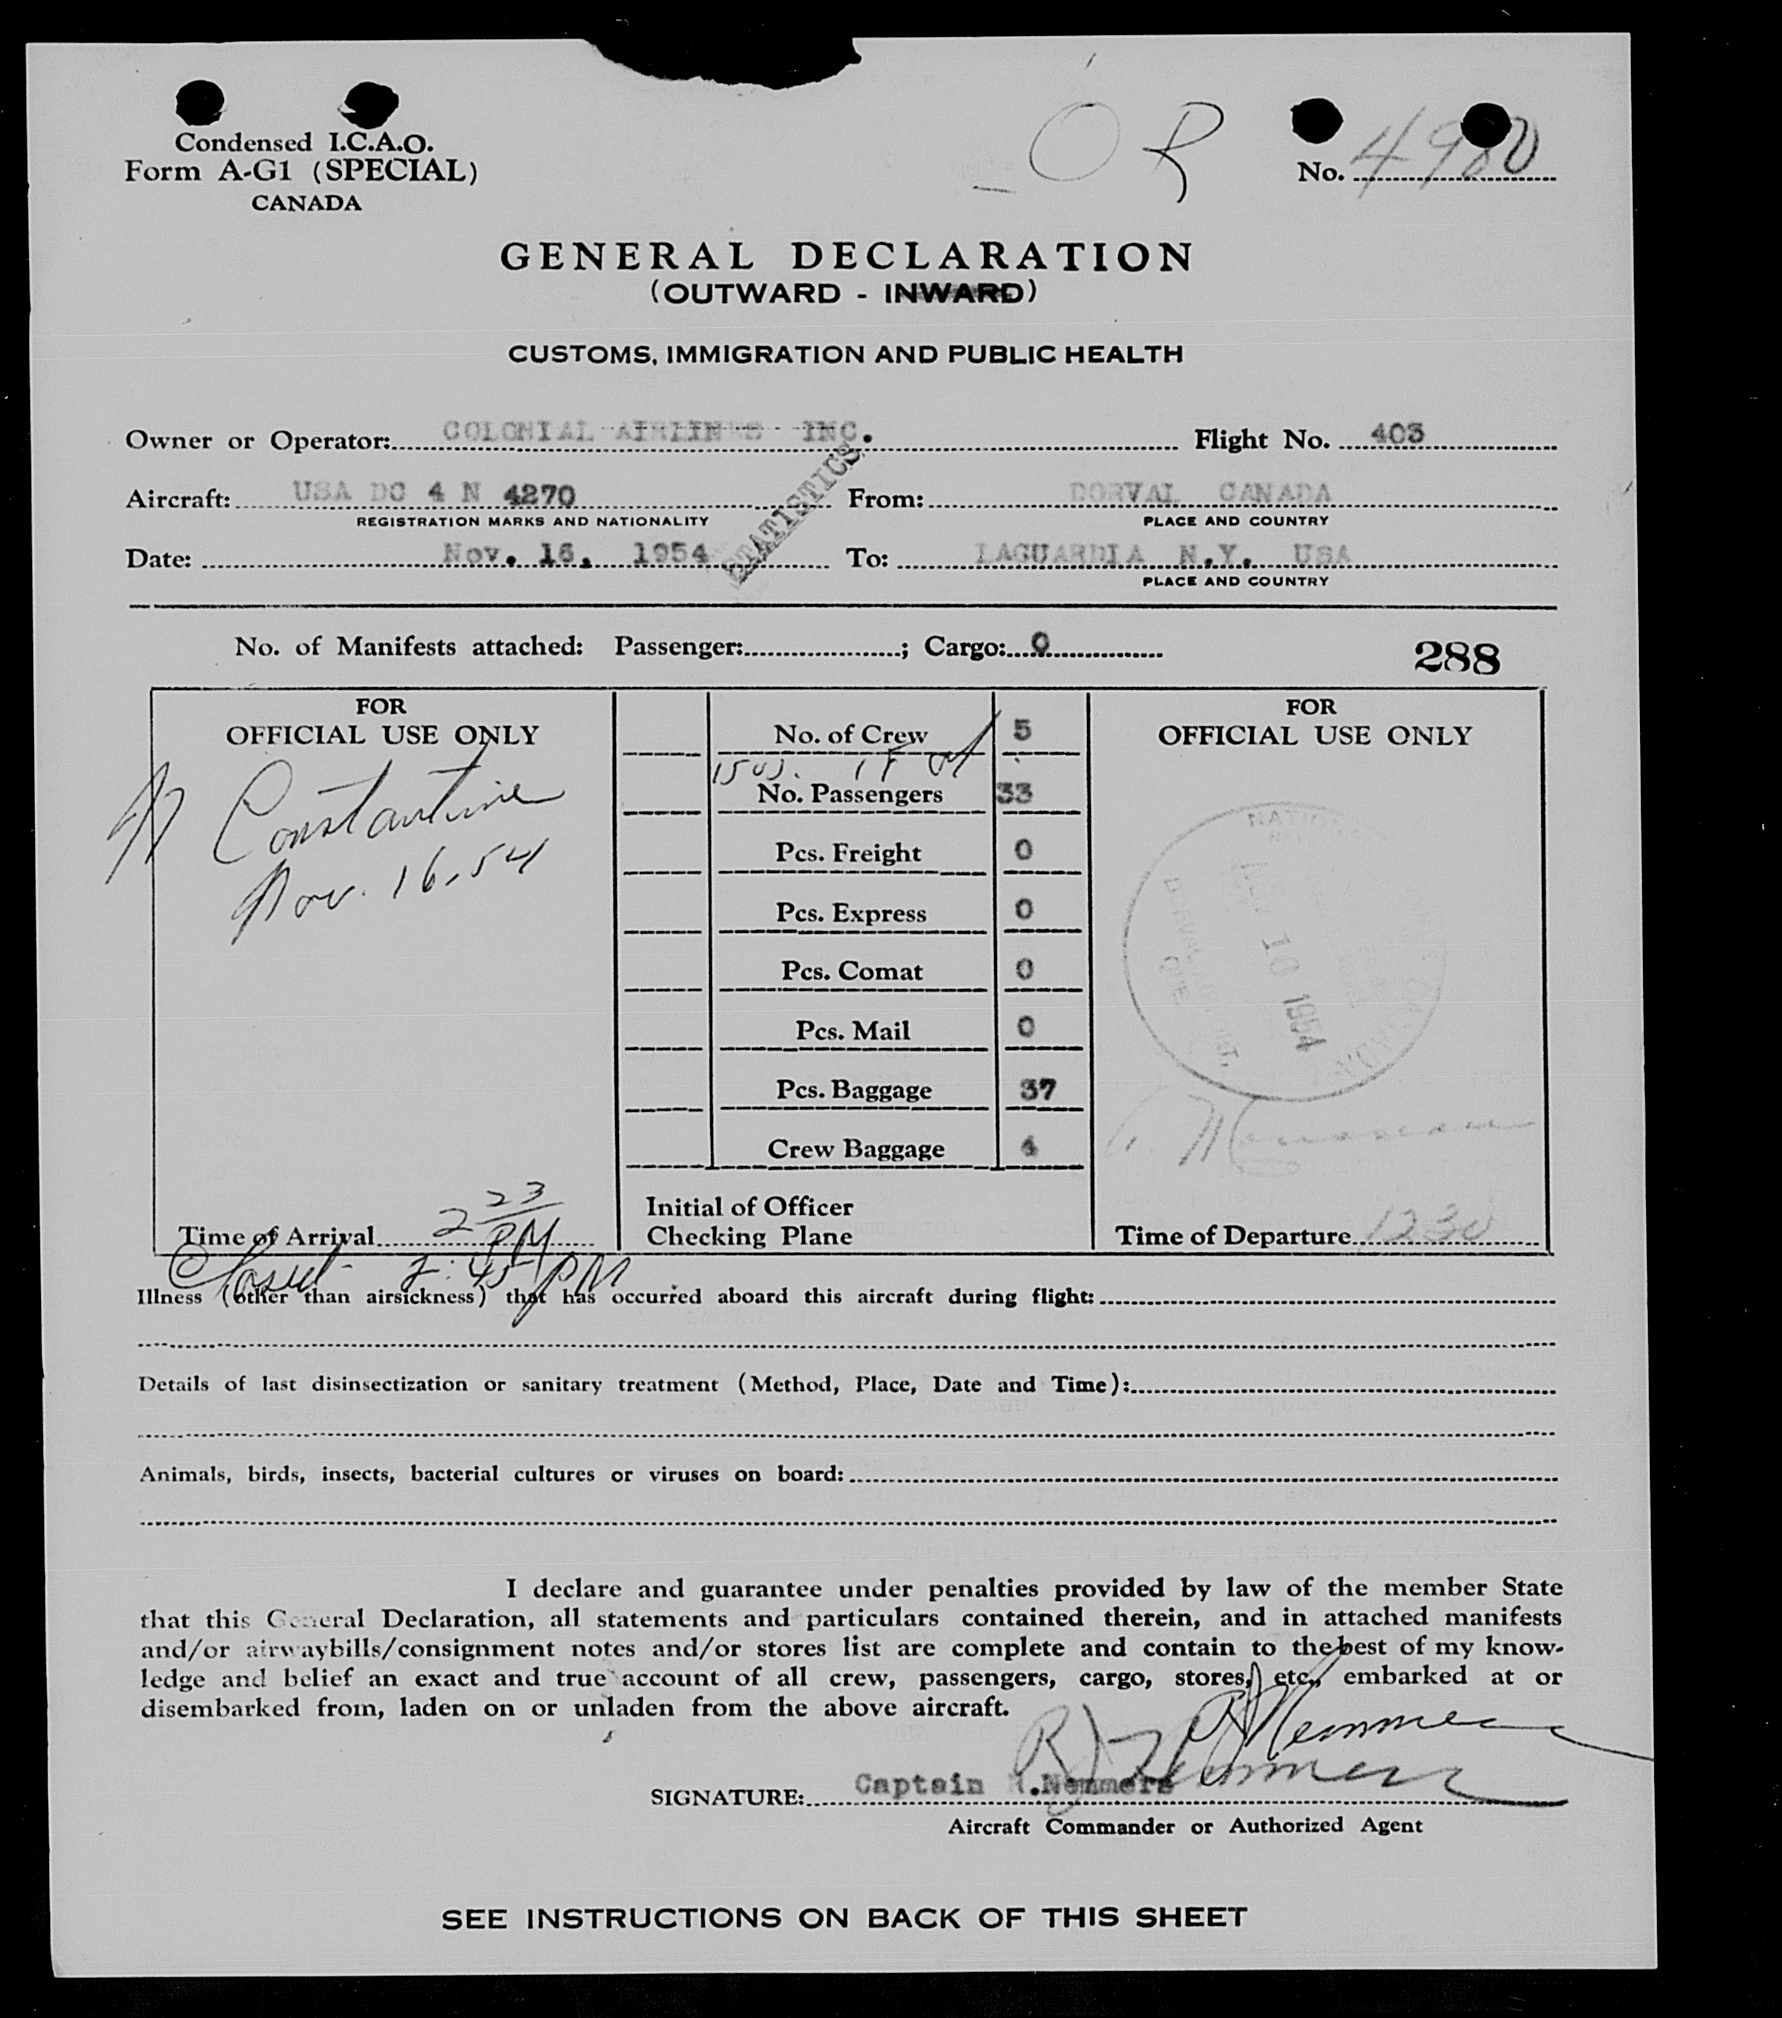 Condensed I.C.A.O.
Form A-G1 (SPECIAL)
CANADA
O R
No.
GENERAL DECLARATION
(OUTWARD - INWARD)
CUSTOMS, IMMIGRATION AND PUBLIC HEALTH
Owner or Operator: COLONIAL AIRLINES INC. Flight No. 403
STATISTICS
Aircraft: USA DC 4 N 4270 From: DORVAL CANADA
REGISTRATION MARKS AND NATIONALITY PLACE AND COUNTRY
Date: Nov. 16, 1954 To: LAGUARDIA N.Y. USA
PLACE AND COUNTRY
No. of Manifests attached: Passenger: ; Cargo: 0
288
FOR
OFFICIAL USE ONLY
N Constantine
Nov. 16-54
Time of Arrival 2 23 PM
Closed - 2:45 PM
No. of Crew 5
No. Passengers 33
Pcs. Freight 0
Pcs. Express 0
Pcs. Comat 0
Pcs. Mail 0
Pcs. Baggage 37
Crew Baggage 4
Initial of Officer
Checking Plane
FOR
OFFICIAL USE ONLY
1954
Time of Departure 1230
Illness (other than airsickness) that has occurred aboard this aircraft during flight:
Details of last disinsectization or sanitary treatment (Method, Place, Date and Time):
Animals, birds, insects, bacterial cultures or viruses on board:
I declare and guarantee under penalties provided by law of the member State
that this General Declaration, all statements and particulars contained therein, and in attached manifests
and/or airwaybills/consignment notes and/or stores list are complete and contain to the best of my know-
ledge and belief an exact and true account of all crew, passengers, cargo, stores, etc., embarked at or
disembarked from, laden on or unladen from the above aircraft.
SIGNATURE: Captain R.Nemmers
Aircraft Commander or Authorized Agent
SEE INSTRUCTIONS ON BACK OF THIS SHEET